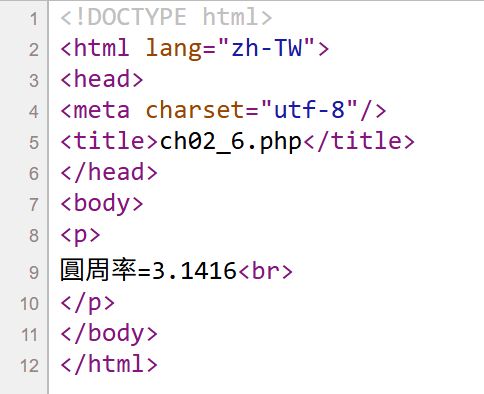 1 <!DOCTYPE html>
2 <html lang="zh-TW">
3 <head>
4 <meta charset="utf-8"/>
5 <title>ch02_6.php</title>
6 </head>
7 <body>
8 <p>
9 圓周率=3.1416<br>
10 </p>
11 </body>
12 </html>